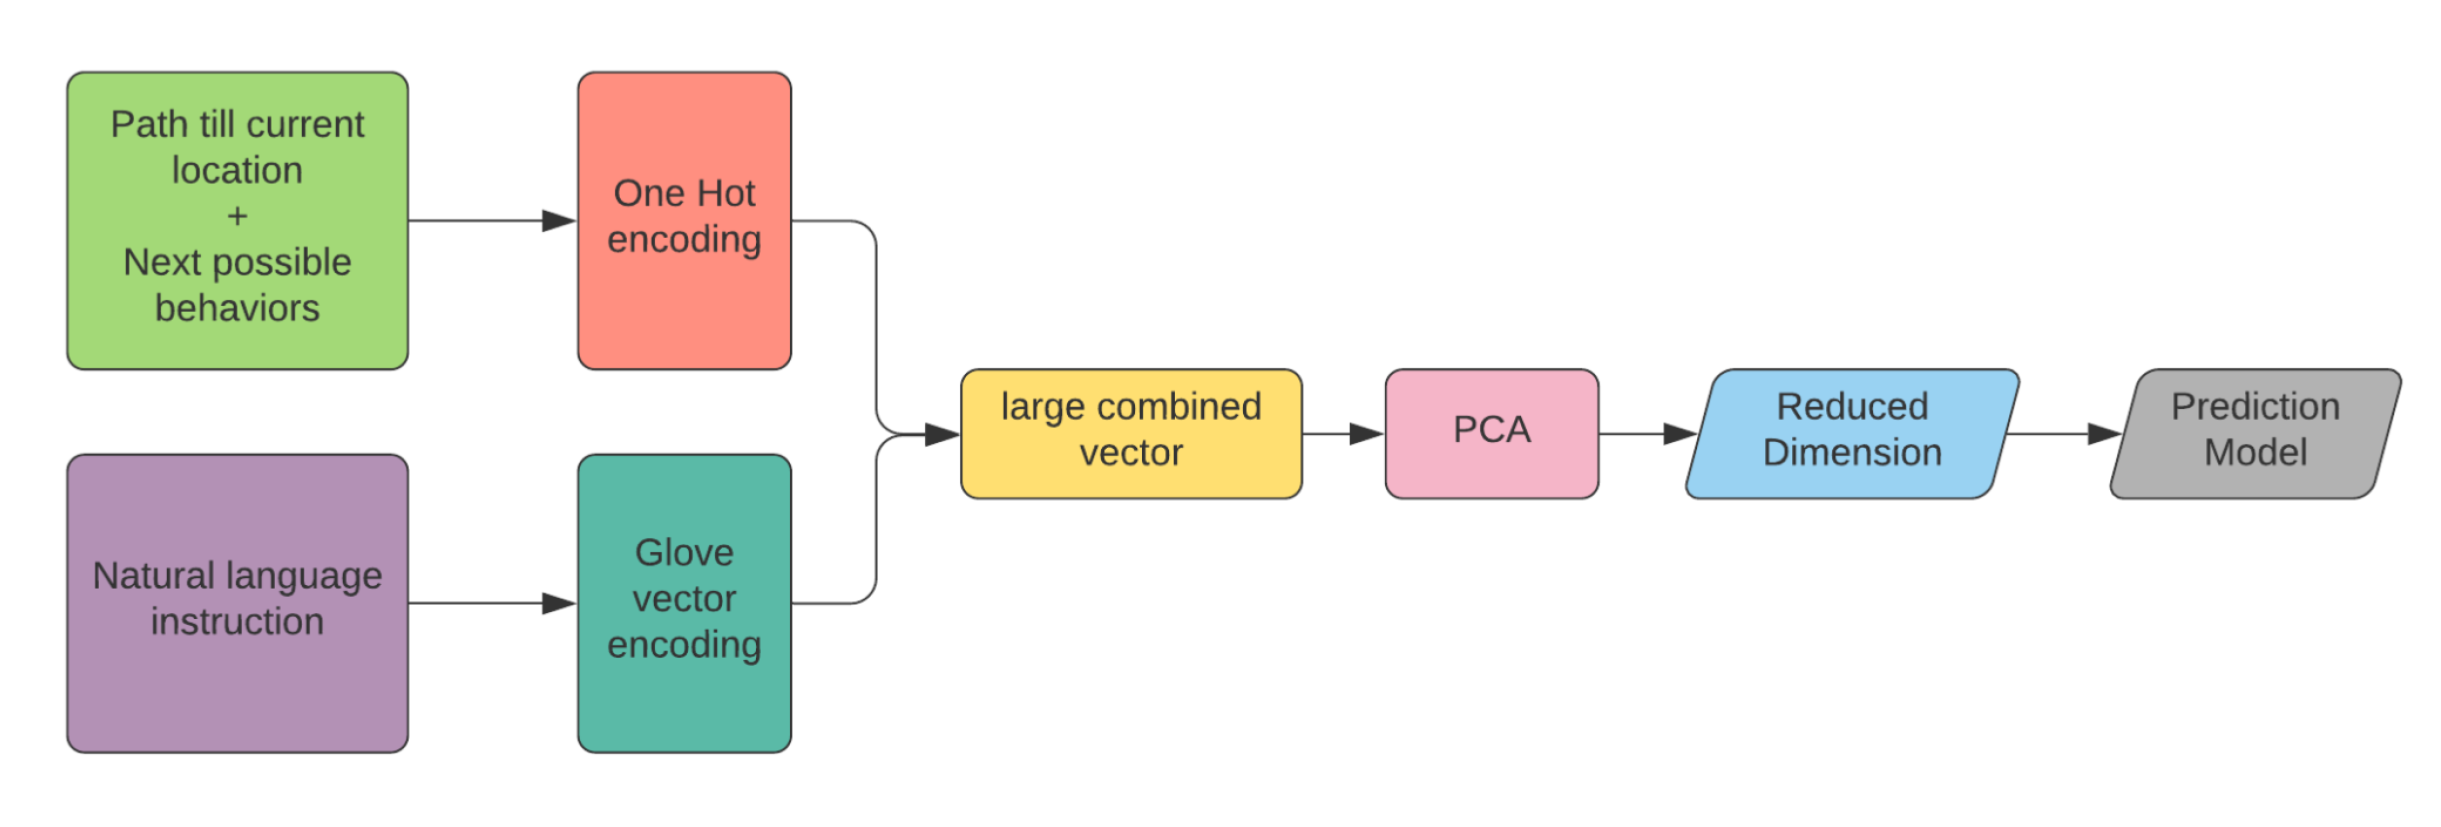 Path till current
location
+
Next possible
behaviors
One Hot
encoding
Natural language
instruction
Glove
vector
encoding
large combined
vector
PCA
Reduced
Dimension
Prediction
Model